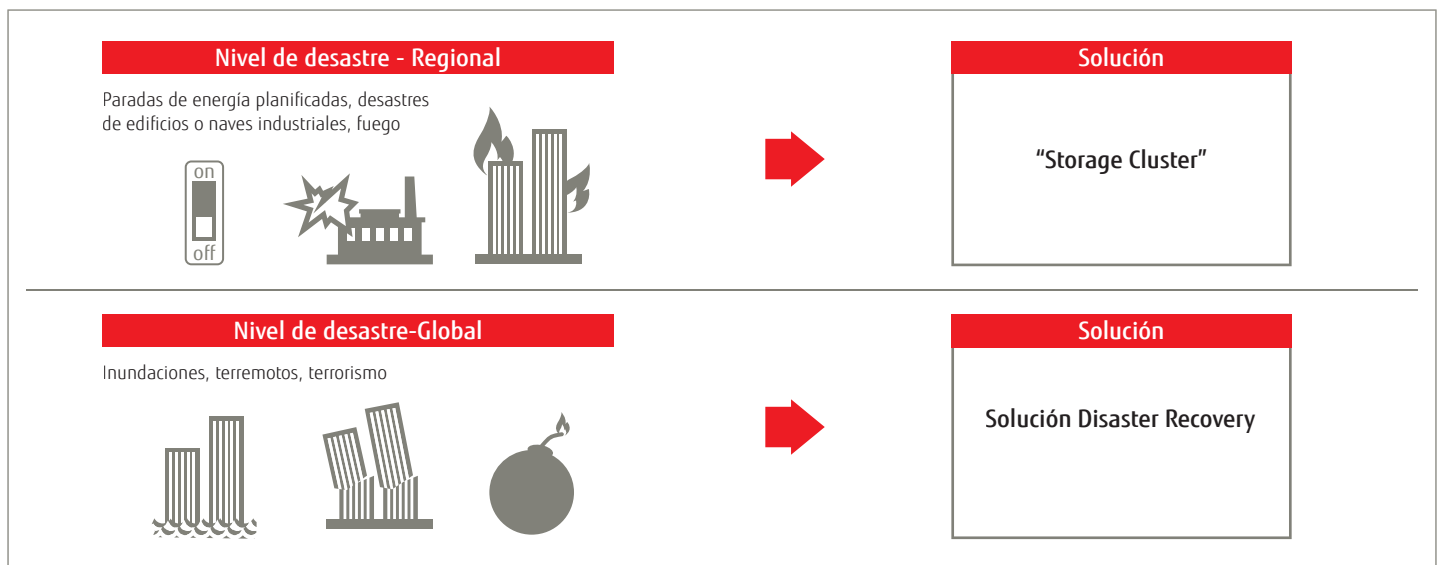 Nivel de desastre - Regional
Paradas de energía planificadas, desastres
de edificios o naves industriales, fuego
on
off
Solución
“Storage Cluster”
Nivel de desastre-Global
Inundaciones, terremotos, terrorismo
Solución
Solución Disaster Recovery